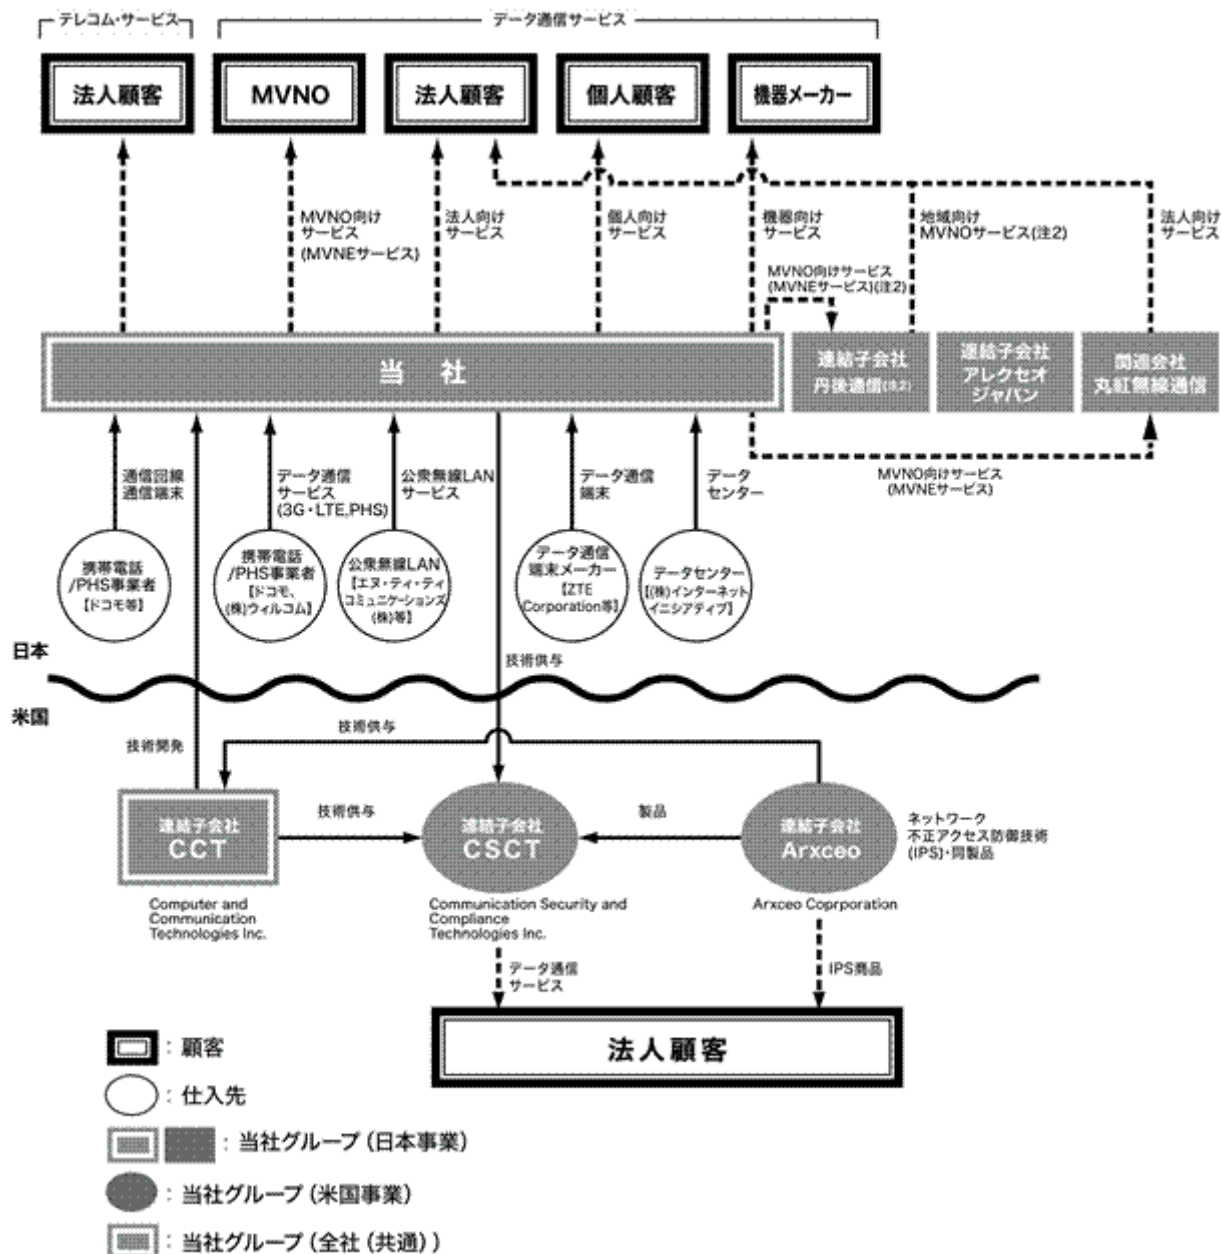 テレコム・サービス
データ通信サービス
法人顧客
MVNO
法人顧客
個人顧客
機器メーカー
MVNO向け
サービス
(MVNEサービス)
法人向け
サービス
個人向け
サービス
機器向け
サービス
地域向け
MVNOサービス(注2)
法人向け
サービス
MVNO向けサービス
(MVNEサービス)(注2)
当 社
連結子会社
丹後通信(注2)
連結子会社
アレクセオ
ジャパン
関連会社
丸紅無線通信
通信回線
通信端末
データ通信
サービス
(3G・LTE,PHS)
公衆無線LAN
サービス
データ通信
端末
データ
センター
MVNO向けサービス
(MVNEサービス)
携帯電話
/PHS事業者
【ドコモ等】
携帯電話
/PHS事業者
【ドコモ、
(株)ウィルコム】
公衆無線LAN
【エヌ・ティ・ティ
コミュニケーションズ
(株)等】
データ通信
端末メーカー
【ZTE
Corporation等】
データセンター
【(株)インターネット
イニシアティブ】
日本
技術供与
米国
技術開発
技術供与
連結子会社
CCT
技術供与
連結子会社
CSCT
製品
連結子会社
Arxceo
ネットワーク
不正アクセス防御技術
(IPS)・同製品
Computer and
Communication
Technologies Inc.
Communication Security and
Compliance
Technologies Inc.
Arxceo Coprporation
データ通信
サービス
IPS商品
法人顧客
: 顧客
: 仕入先
: 当社グループ (日本事業)
: 当社グループ (米国事業)
: 当社グループ (全社 (共通) )